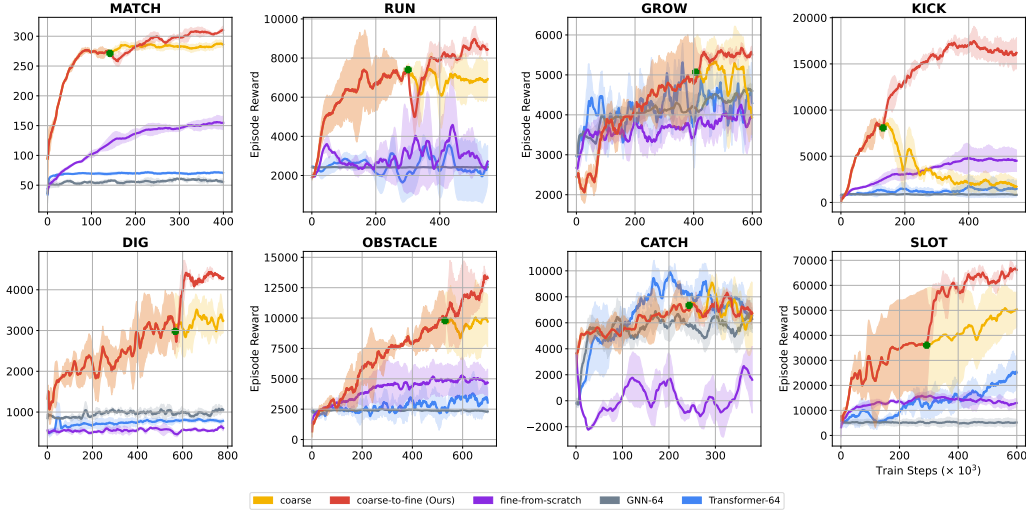 MATCH
300
250
200
150
100
50
0 100 200 300 400
RUN
Episode Reward
10000
8000
6000
4000
2000
0 200 400
GROW
Episode Reward
6000
5000
4000
3000
2000
0 200 400 600
KICK
20000
15000
10000
5000
0
0 200 400
DIG
4000
3000
2000
1000
0 200 400 600 800
OBSTACLE
Episode Reward
15000
12500
10000
7500
5000
2500
0
0 200 400 600
CATCH
Episode Reward
10000
8000
6000
4000
2000
0
−2000
0 100 200 300
SLOT
Episode Reward
70000
60000
50000
40000
30000
20000
10000
0
0 200 400 600
Train Steps (× 10³)
coarse coarse-to-fine (Ours) fine-from-scratch GNN-64 Transformer-64